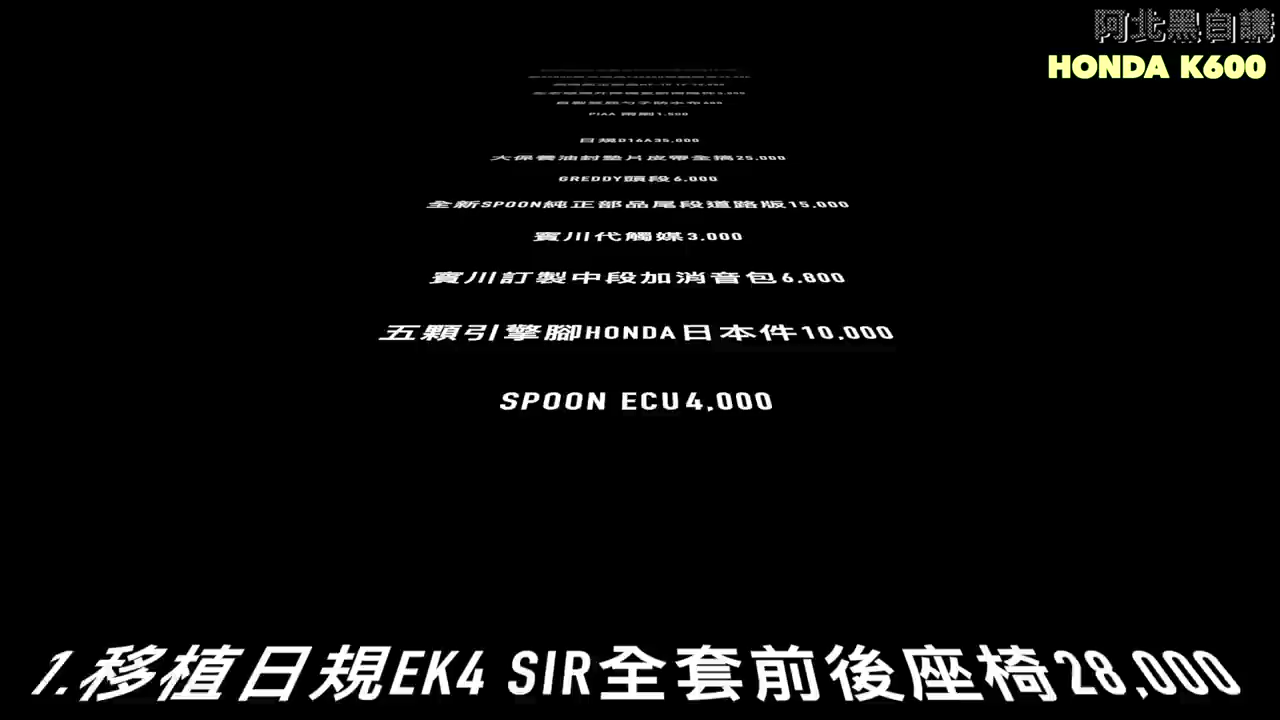 阿北黑白講
HONDA K600
PIAA 雨刷1,500
日規D16A35,000
大保養油封墊片皮帶全搞25,000
GREDDY頭段6,000
全新SPOON純正部品尾段道路版15,000
賓川代觸媒3,000
賓川訂製中段加消音包6,800
五顆引擎腳HONDA日本件10,000
SPOON ECU4,000
1.移植日規EK4 SIR全套前後座椅28,000